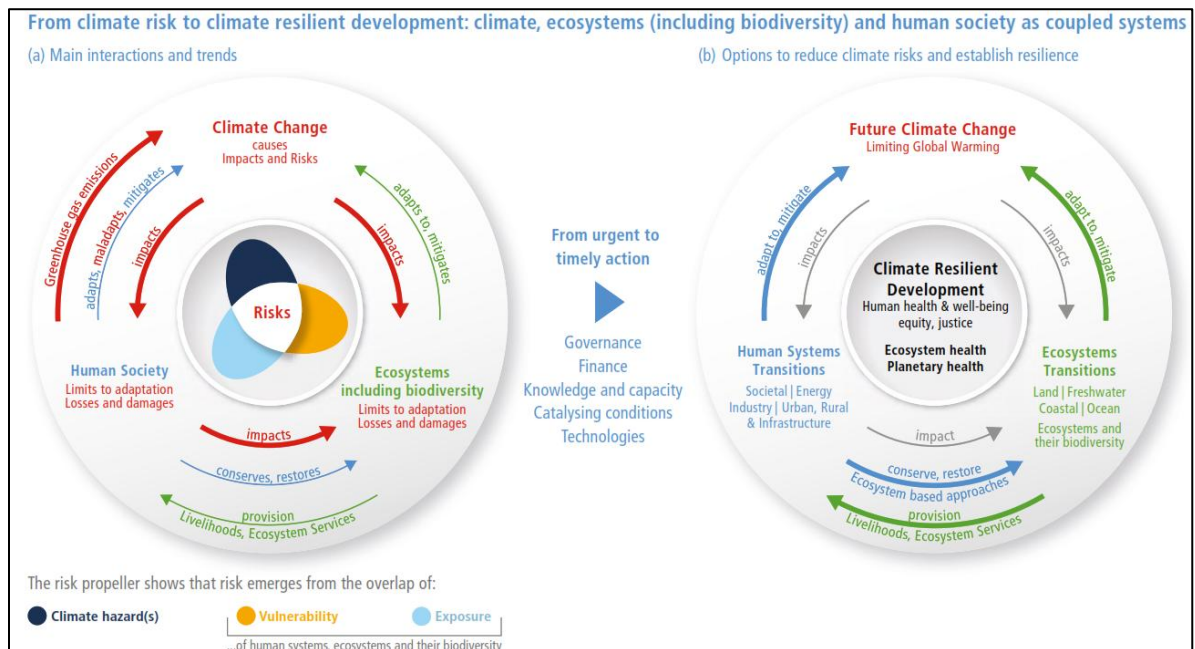 From climate risk to climate resilient development: climate, ecosystems (including biodiversity) and human society as coupled systems
(a) Main interactions and trends
Climate Change
causes
Impacts and Risks
Greenhouse gas emissions
adapts, maladapts, mitigates
impacts
impacts
adapts to, mitigates
Risks
Human Society
Limits to adaptation
Losses and damages
Ecosystems
including biodiversity
Limits to adaptation
Losses and damages
impacts
conserves, restores
provision
Livelihoods, Ecosystem Services
From urgent to
timely action
Governance
Finance
Knowledge and capacity
Catalysing conditions
Technologies
(b) Options to reduce climate risks and establish resilience
Future Climate Change
Limiting Global Warming
adapt to, mitigate
impacts
impacts
adapt to, mitigate
Climate Resilient
Development
Human health & well-being
equity, justice
Ecosystem health
Planetary health
Human Systems
Transitions
Societal | Energy
Industry | Urban, Rural
& Infrastructure
Ecosystems
Transitions
Land | Freshwater
Coastal | Ocean
Ecosystems and
their biodiversity
impact
conserve, restore
Ecosystem based approaches
provision
Livelihoods, Ecosystem Services
The risk propeller shows that risk emerges from the overlap of:
Climate hazard(s)
Vulnerability
Exposure
...of human systems, ecosystems and their biodiversity